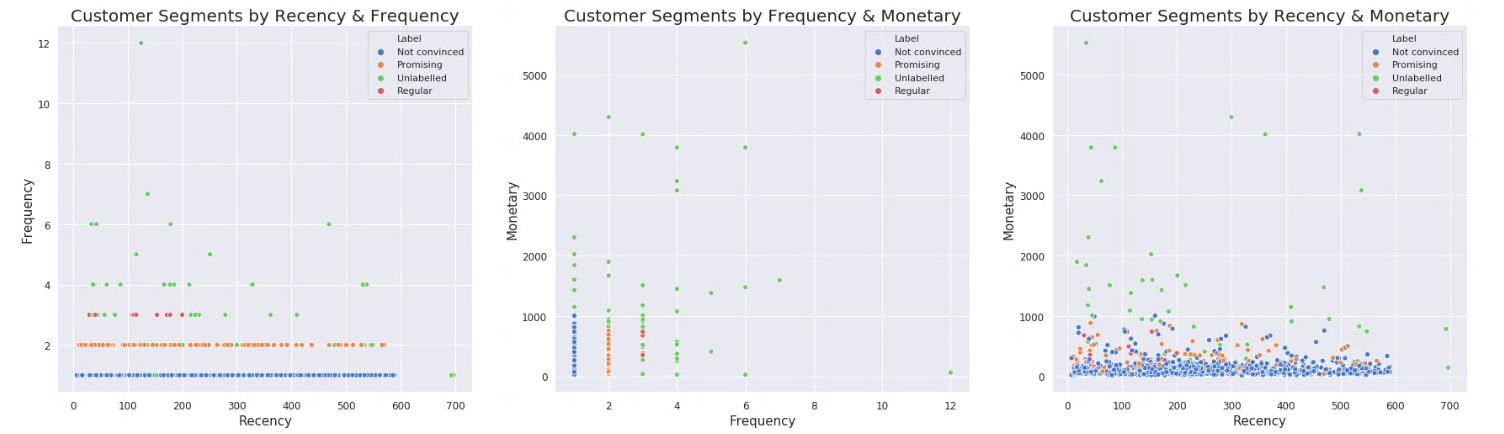 Customer Segments by Recency & Frequency
Label
Not convinced
Promising
Unlabelled
Regular
12
10
8
6
4
2
Frequency
0
100
200
300
400
500
600
700
Recency
Customer Segments by Frequency & Monetary
Label
Not convinced
Promising
Unlabelled
Regular
5000
4000
3000
2000
1000
0
Monetary
2
4
6
8
10
12
Frequency
Customer Segments by Recency & Monetary
Label
Not convinced
Promising
Unlabelled
Regular
5000
4000
3000
2000
1000
0
Monetary
0
100
200
300
400
500
600
700
Recency